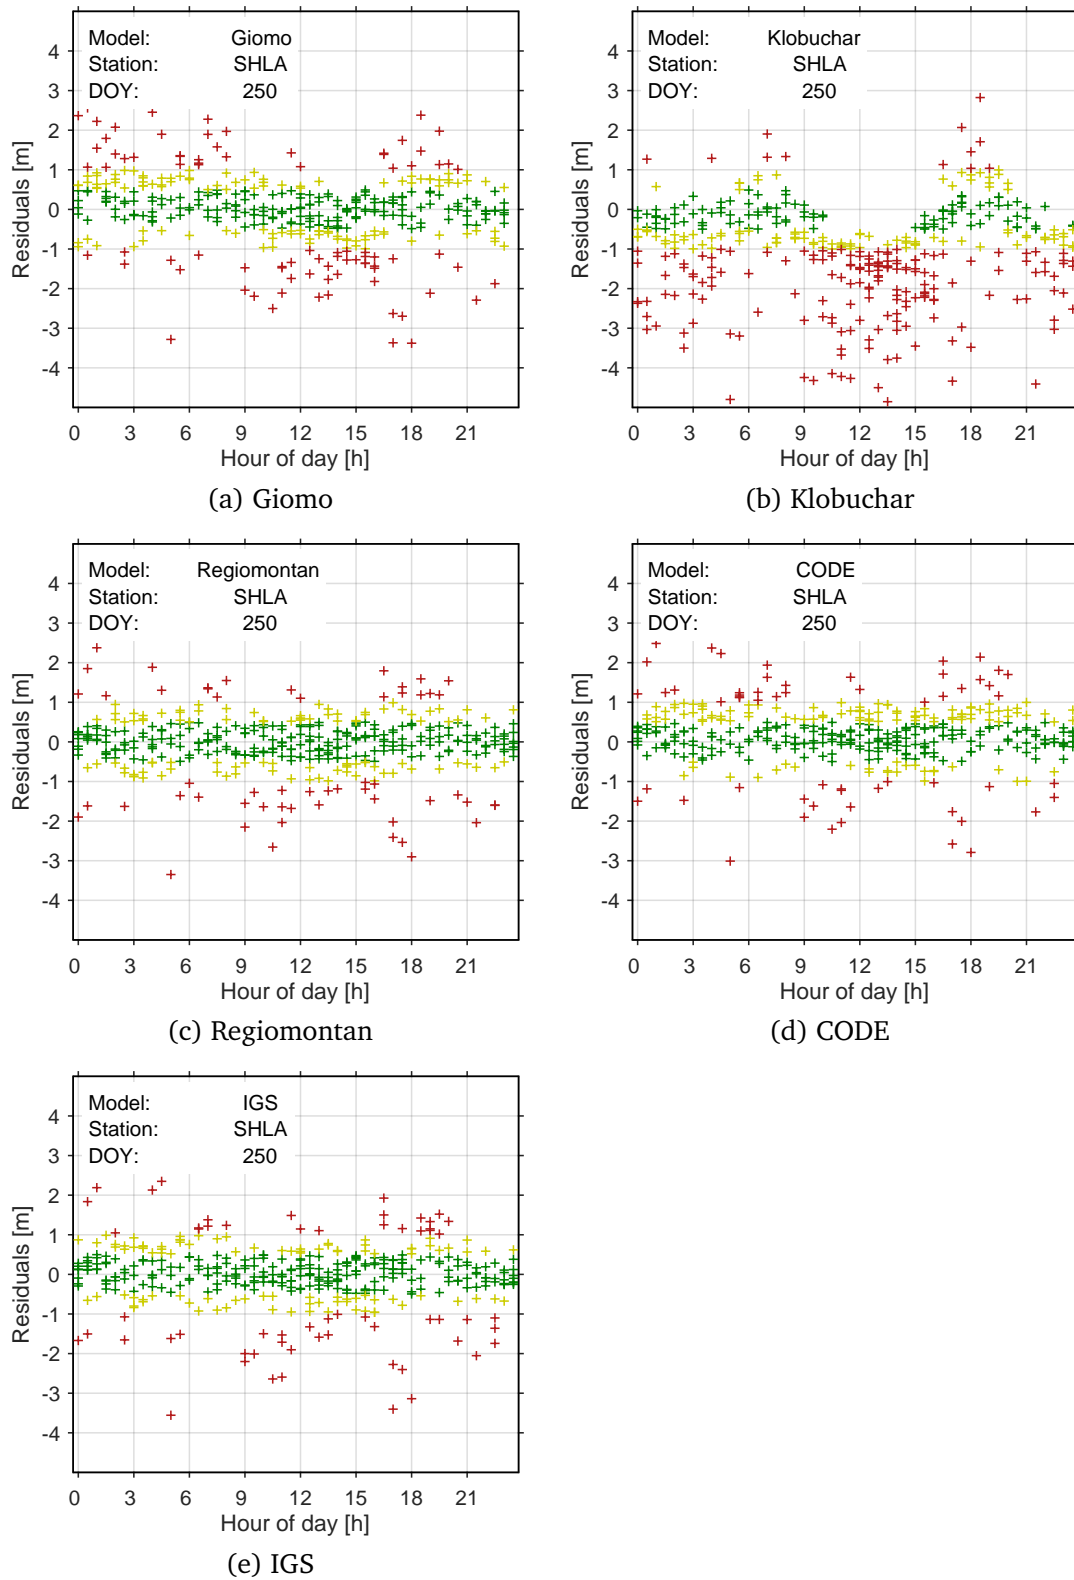 Model: Giomo
Station: SHLA
DOY: 250
Residuals [m]
4
3
2
1
0
-1
-2
-3
-4
0 3 6 9 12 15 18 21
Hour of day [h]
(a) Giomo
Model: Klobuchar
Station: SHLA
DOY: 250
Residuals [m]
4
3
2
1
0
-1
-2
-3
-4
0 3 6 9 12 15 18 21
Hour of day [h]
(b) Klobuchar
Model: Regiomontan
Station: SHLA
DOY: 250
Residuals [m]
4
3
2
1
0
-1
-2
-3
-4
0 3 6 9 12 15 18 21
Hour of day [h]
(c) Regiomontan
Model: CODE
Station: SHLA
DOY: 250
Residuals [m]
4
3
2
1
0
-1
-2
-3
-4
0 3 6 9 12 15 18 21
Hour of day [h]
(d) CODE
Model: IGS
Station: SHLA
DOY: 250
Residuals [m]
4
3
2
1
0
-1
-2
-3
-4
0 3 6 9 12 15 18 21
Hour of day [h]
(e) IGS